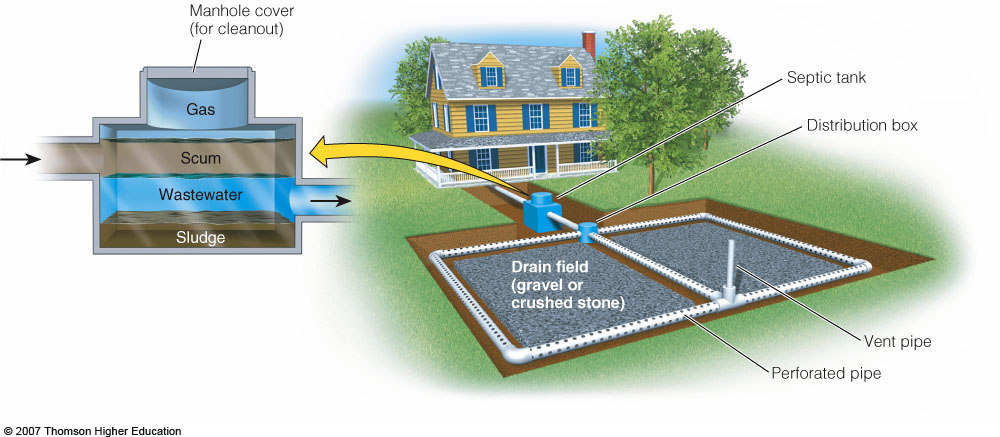 Manhole cover
(for cleanout)
Gas
Scum
Wastewater
Sludge
Septic tank
Distribution box
Drain field
(gravel or
crushed stone)
Vent pipe
Perforated pipe
© 2007 Thomson Higher Education